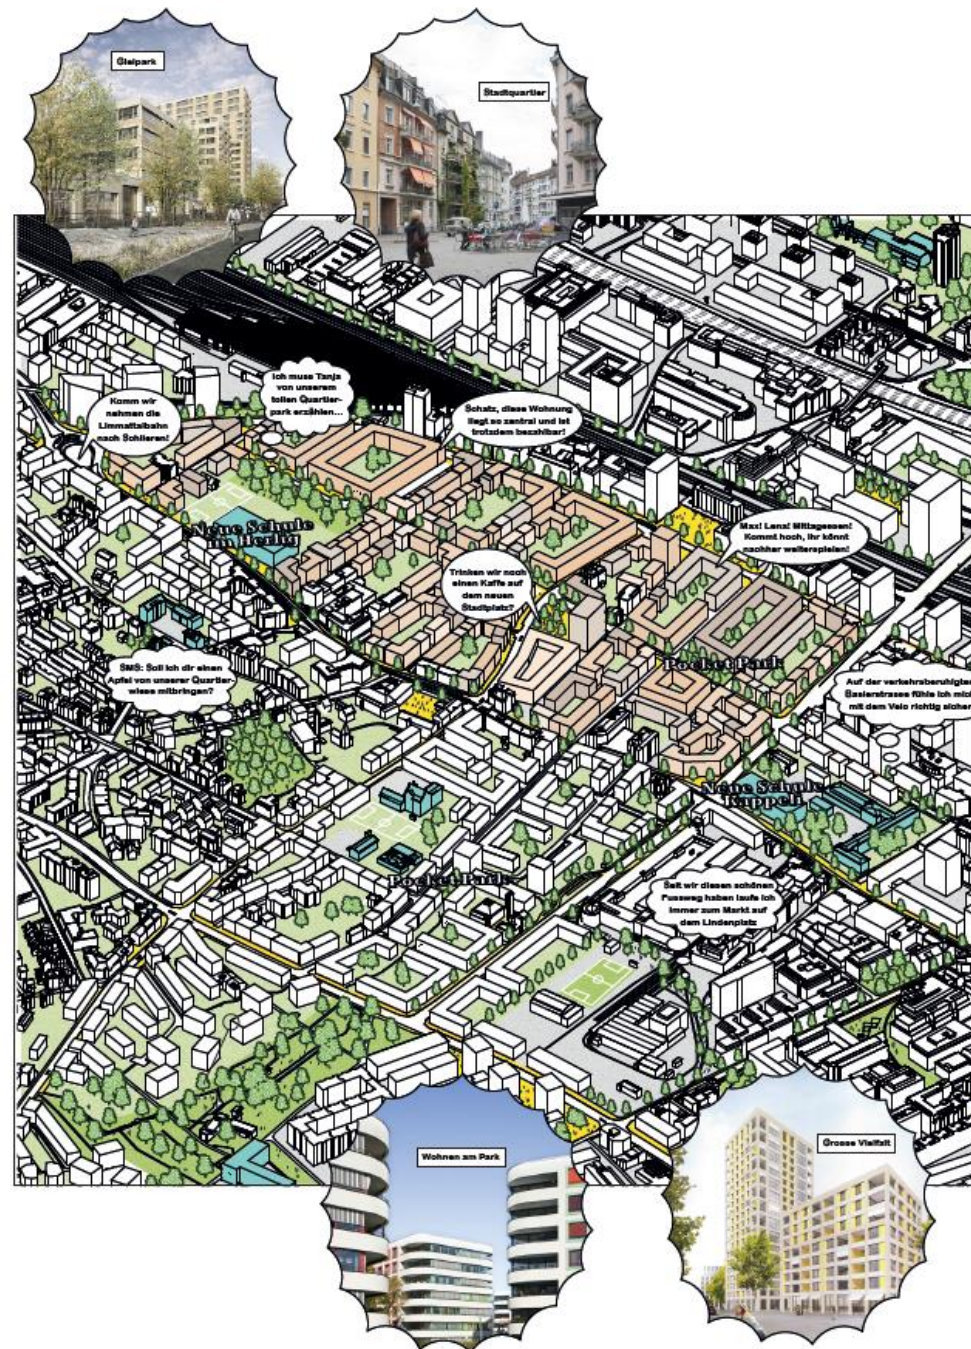 Gleipark
Stadtquartier
Ich muss Tanja
von unserem
tollen Quartier-
park erzählen...
Komm wir
nehmen die
Limmattalbahn
nach Schlieren!
Schatz, diese Wohnung
liegt so zentral und ist
trotzdem bezahlbar!
Neue Schule
im Herlig
Max! Lena! Mittagessen!
Kommt hoch, ihr könnt
nachher weiterspielen!
Trinken wir noch
einen Kaffe auf
dem neuen
Stadtplatz?
Pocket Park
SMS: Soll ich dir einen
Apfel von unserer Quartier-
wiese mitbringen?
Auf der verkehrsberuhigten
Baslerstrasse fühle ich mich
mit dem Velo richtig sicher
Neue Schule
Kappeli
Pocket Park
Seit wir diesen schönen
Fussweg haben laufe ich
immer zum Markt auf
dem Lindenplatz
Wohnen am Park
Grosse Vielfalt